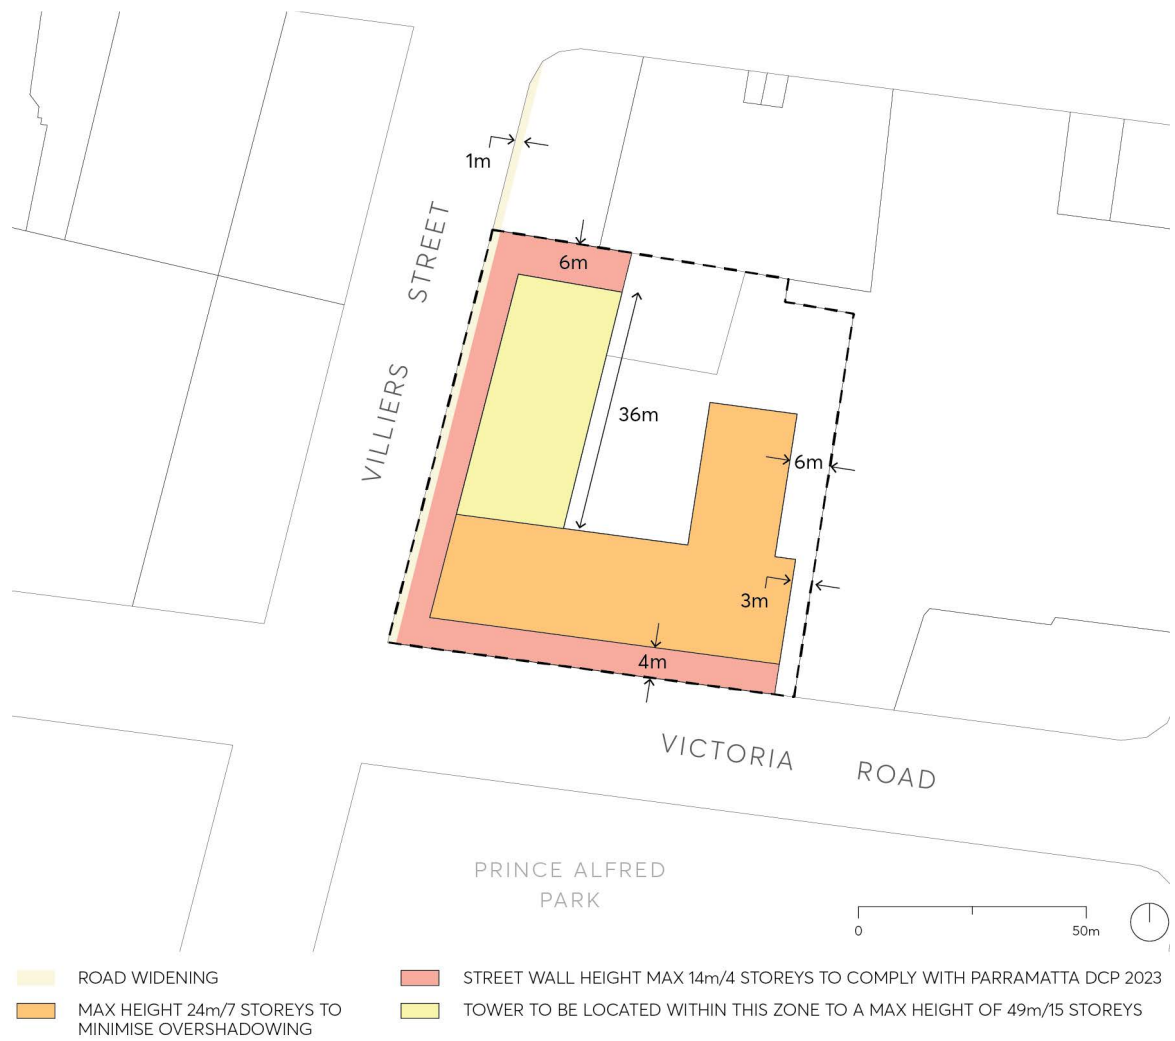 1m
VILLIERS STREET
6m
36m
6m
3m
4m
VICTORIA ROAD
PRINCE ALFRED
PARK
0
50m
ROAD WIDENING
MAX HEIGHT 24m/7 STOREYS TO
MINIMISE OVERSHADOWING
STREET WALL HEIGHT MAX 14m/4 STOREYS TO COMPLY WITH PARRAMATTA DCP 2023
TOWER TO BE LOCATED WITHIN THIS ZONE TO A MAX HEIGHT OF 49m/15 STOREYS